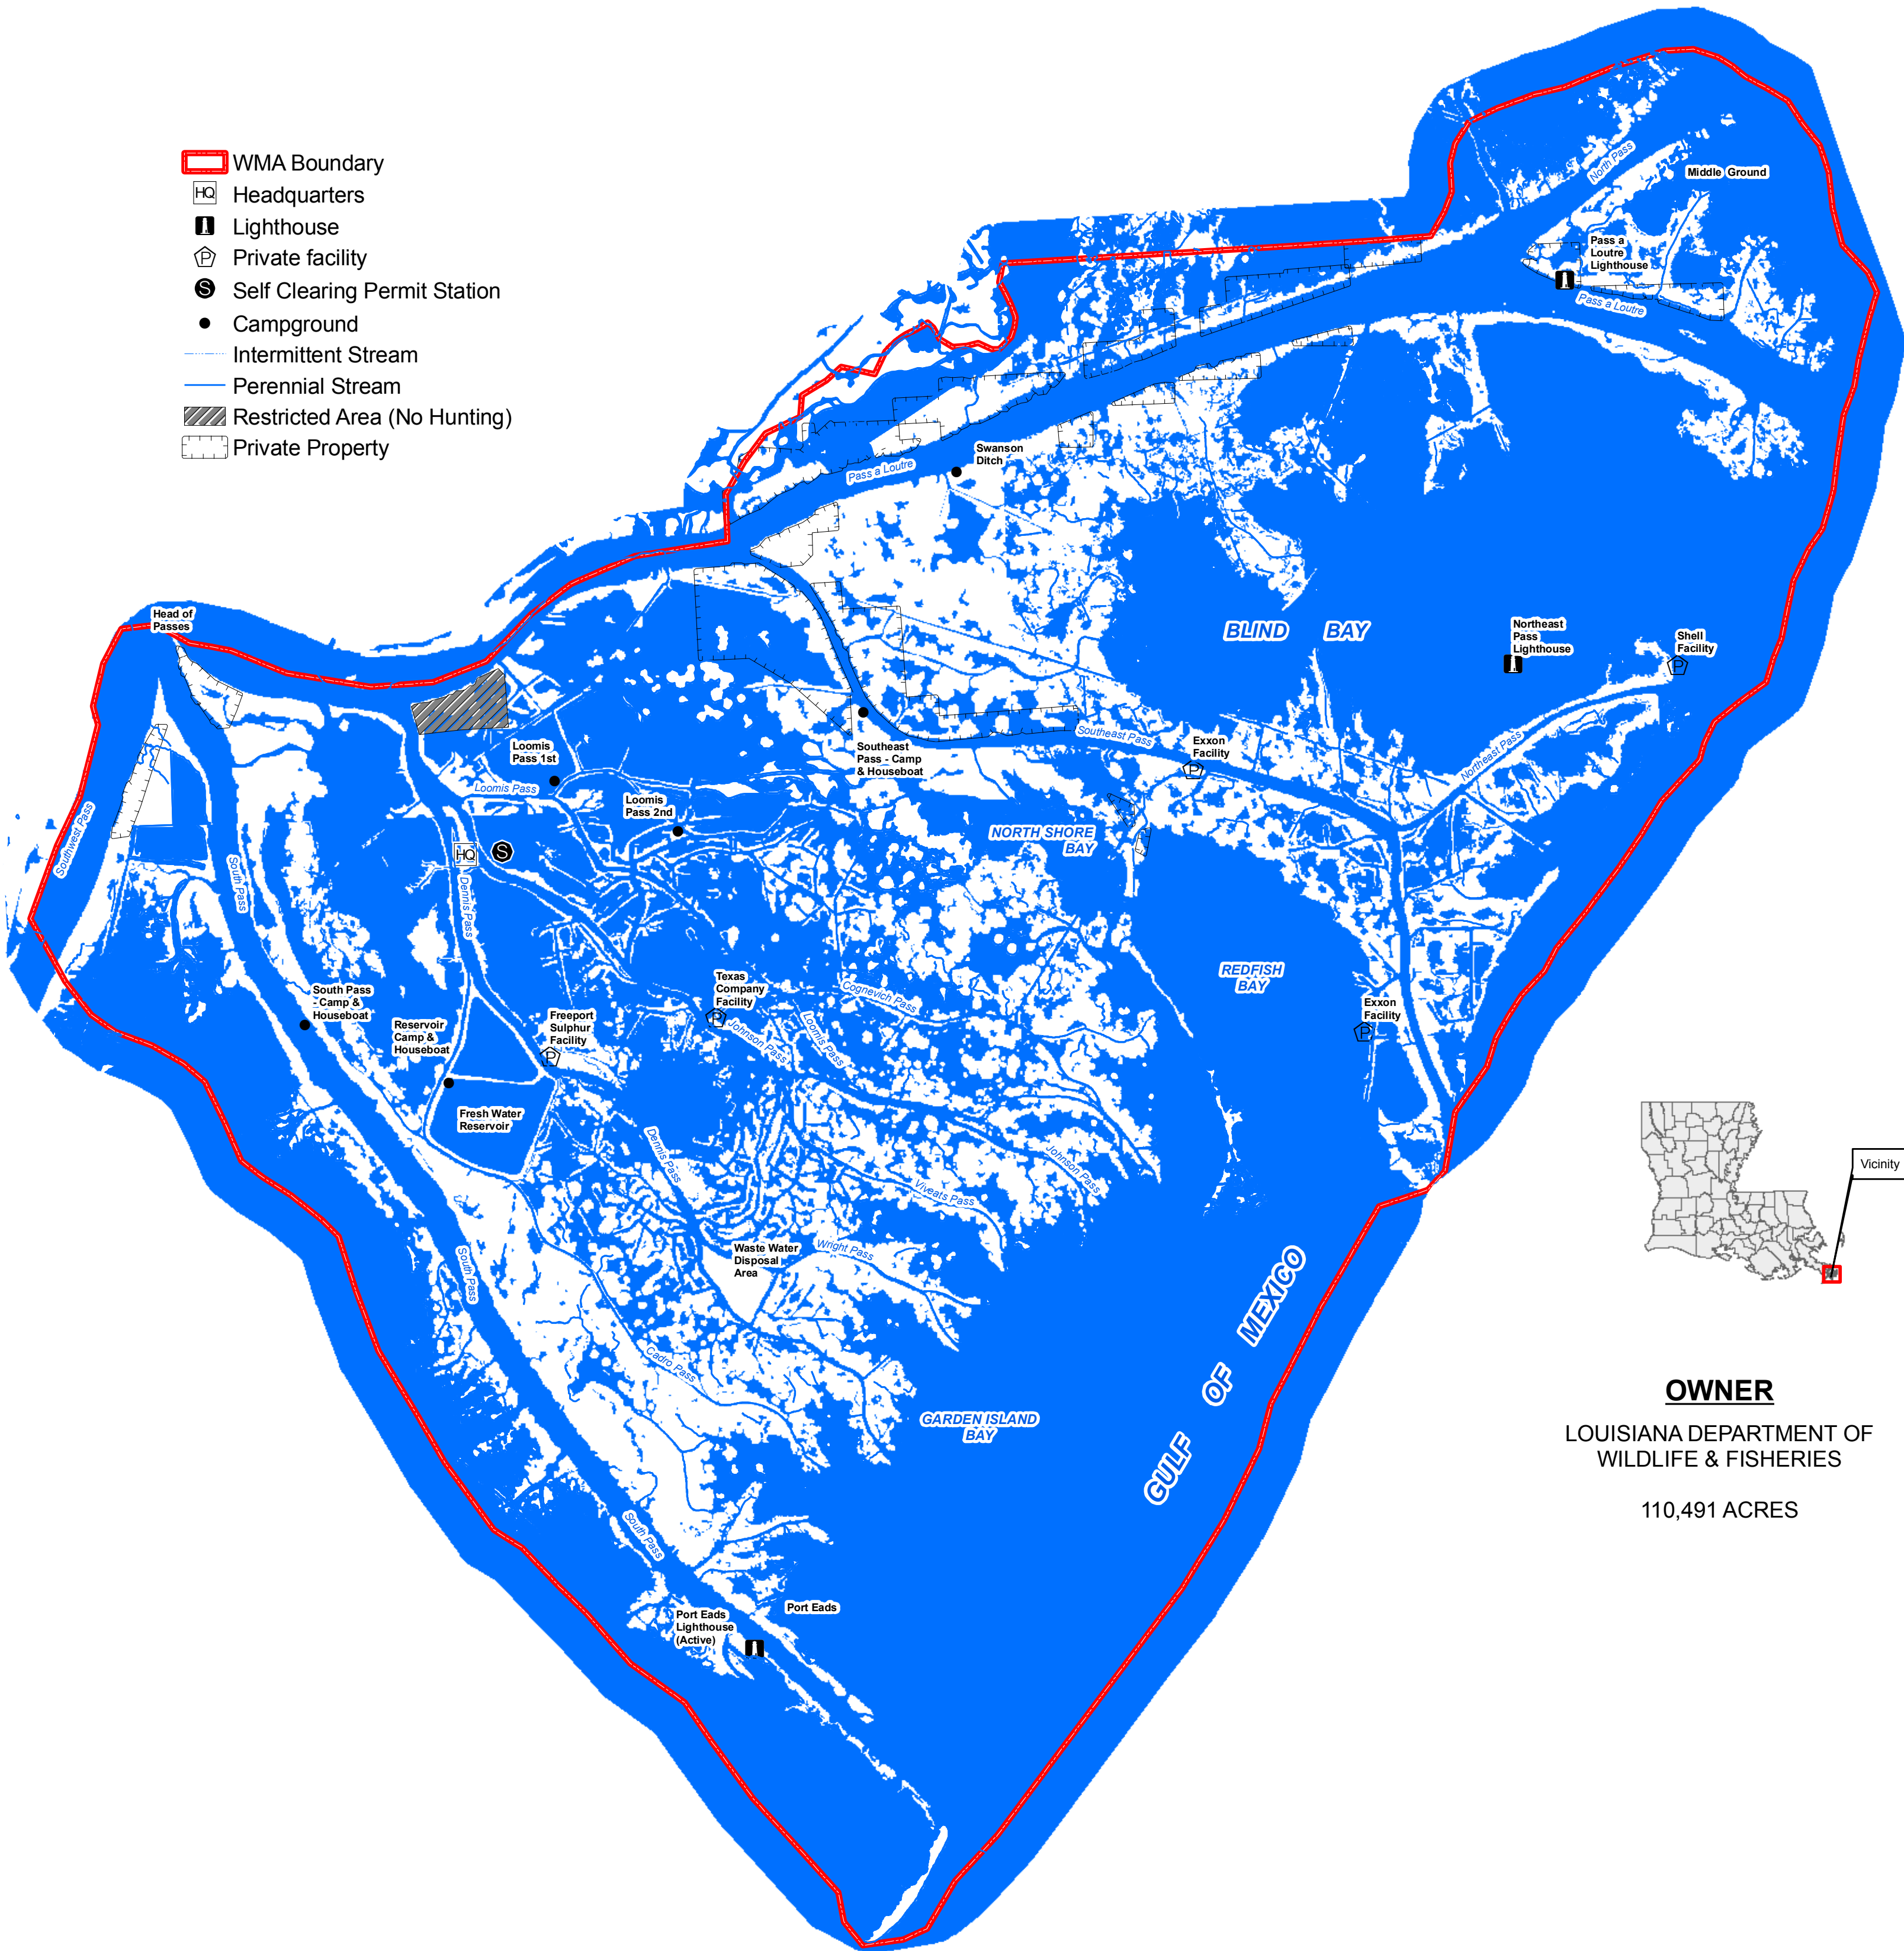 WMA Boundary
HQ Headquarters
Lighthouse
P Private facility
S Self Clearing Permit Station
Campground
Intermittent Stream
Perennial Stream
Restricted Area (No Hunting)
Private Property
North Pass
Middle Ground
Pass a
Loutre
Lighthouse
Pass a Loutre
Swanson
Ditch
Pass a Loutre
Head of
Passes
BLIND BAY
Northeast
Pass
Lighthouse
Shell
Facility
P
Southeast
Pass - Camp
& Houseboat
Southeast Pass
Exxon
Facility
P
Northeast Pass
Loomis
Pass 1st
Loomis Pass
Loomis
Pass 2nd
NORTH SHORE
BAY
Southwest Pass
South Pass
HQ
S
Dennis Pass
REDFISH
BAY
South Pass
- Camp &
Houseboat
Reservoir
Camp &
Houseboat
Freeport
Sulphur
Facility
P
Texas
Company
Facility
P
Cognevich Pass
Loomis Pass
Johnson Pass
Exxon
Facility
P
Fresh Water
Reservoir
Dennis Pass
Johnson Pass
Viveats Pass
Vicinity
South Pass
Waste Water
Disposal
Area
Wright Pass
GULF OF MEXICO
Cadro Pass
GARDEN ISLAND
BAY
OWNER
LOUISIANA DEPARTMENT OF
WILDLIFE & FISHERIES
110,491 ACRES
South Pass
Port Eads
Port Eads
Lighthouse
(Active)